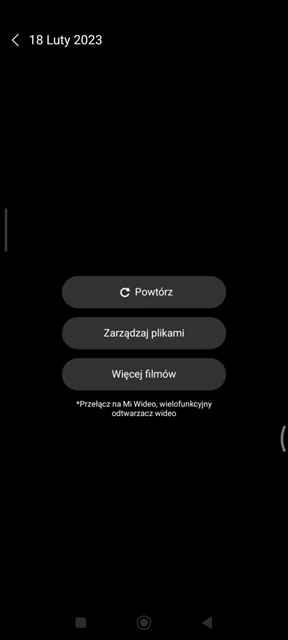 18 Luty 2023
Powtórz
Zarządzaj plikami
Więcej filmów
*Przełącz na Mi Wideo, wielofunkcyjny
odtwarzacz wideo